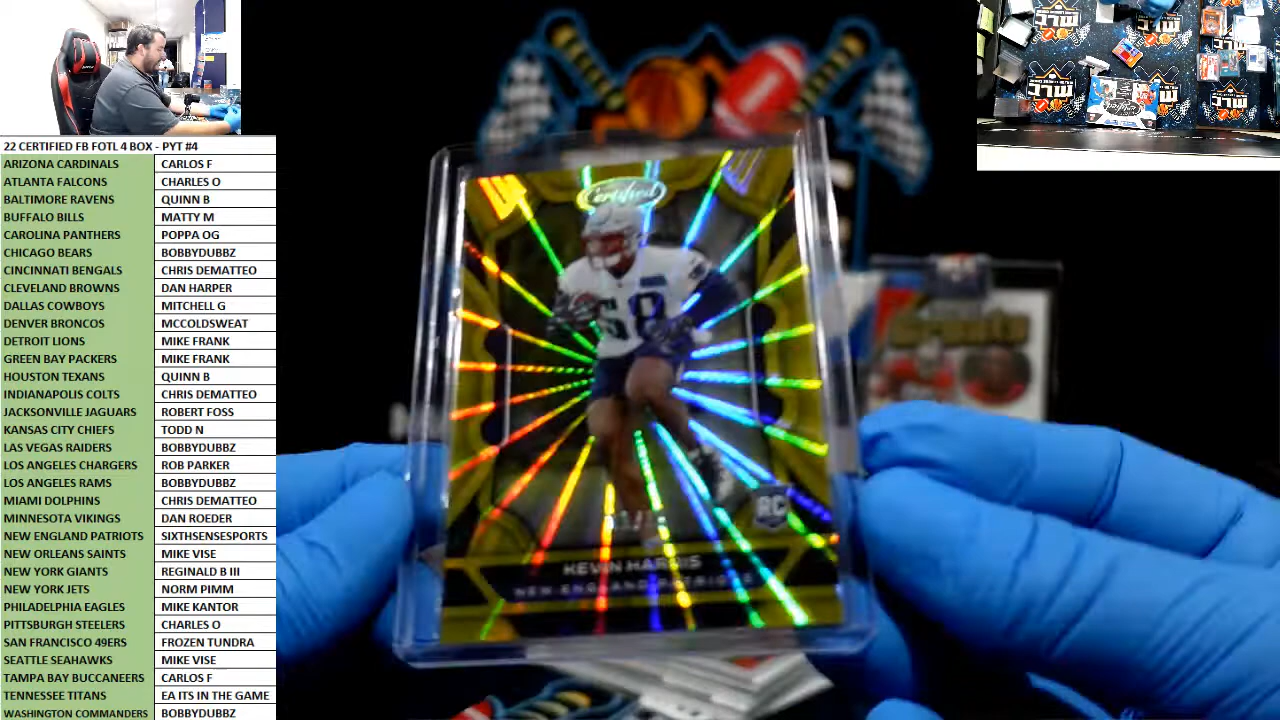 22 CERTIFIED FB FOTL 4 BOX - PYT #4
ARIZONA CARDINALS CARLOS F
ATLANTA FALCONS CHARLES O
BALTIMORE RAVENS QUINN B
BUFFALO BILLS MATTY M
CAROLINA PANTHERS POPPA OG
CHICAGO BEARS BOBBYDUBBZ
CINCINNATI BENGALS CHRIS DEMATTEO
CLEVELAND BROWNS DAN HARPER
DALLAS COWBOYS MITCHELL G
DENVER BRONCOS MCCOLDSWEAT
DETROIT LIONS MIKE FRANK
GREEN BAY PACKERS MIKE FRANK
HOUSTON TEXANS QUINN B
INDIANAPOLIS COLTS CHRIS DEMATTEO
JACKSONVILLE JAGUARS ROBERT FOSS
KANSAS CITY CHIEFS TODD N
LAS VEGAS RAIDERS BOBBYDUBBZ
LOS ANGELES CHARGERS ROB PARKER
LOS ANGELES RAMS BOBBYDUBBZ
MIAMI DOLPHINS CHRIS DEMATTEO
MINNESOTA VIKINGS DAN ROEDER
NEW ENGLAND PATRIOTS SIXTHSENSESPORTS
NEW ORLEANS SAINTS MIKE VISE
NEW YORK GIANTS REGINALD B III
NEW YORK JETS NORM PIMM
PHILADELPHIA EAGLES MIKE KANTOR
PITTSBURGH STEELERS CHARLES O
SAN FRANCISCO 49ERS FROZEN TUNDRA
SEATTLE SEAHAWKS MIKE VISE
TAMPA BAY BUCCANEERS CARLOS F
TENNESSEE TITANS EA ITS IN THE GAME
WASHINGTON COMMANDERS BOBBYDUBBZ
Certified
68
RC
KEVIN HARRIS
NEW ENGLAND PATRIOTS